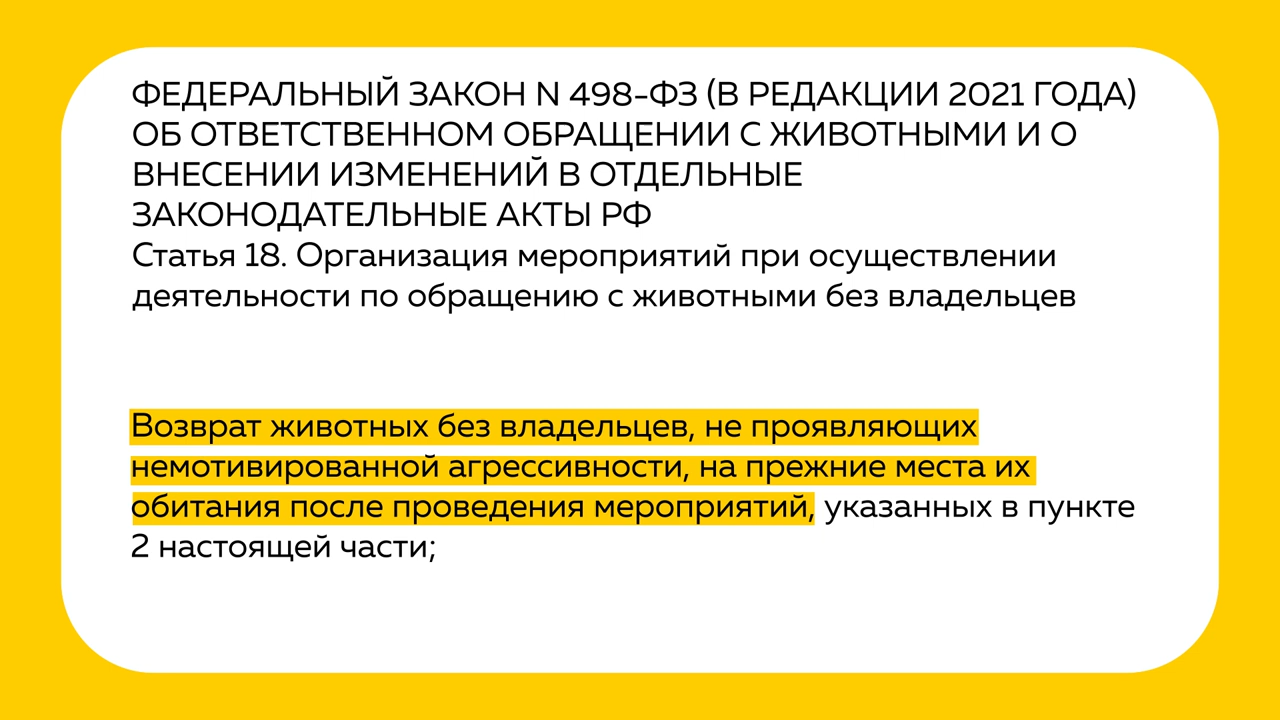 ФЕДЕРАЛЬНЫЙ ЗАКОН N 498-ФЗ (В РЕДАКЦИИ 2021 ГОДА)
ОБ ОТВЕТСТВЕННОМ ОБРАЩЕНИИ С ЖИВОТНЫМИ И О
ВНЕСЕНИИ ИЗМЕНЕНИЙ В ОТДЕЛЬНЫЕ
ЗАКОНОДАТЕЛЬНЫЕ АКТЫ РФ
Статья 18. Организация мероприятий при осуществлении
деятельности по обращению с животными без владельцев
Возврат животных без владельцев, не проявляющих
немотивированной агрессивности, на прежние места их
обитания после проведения мероприятий, указанных в пункте
2 настоящей части;